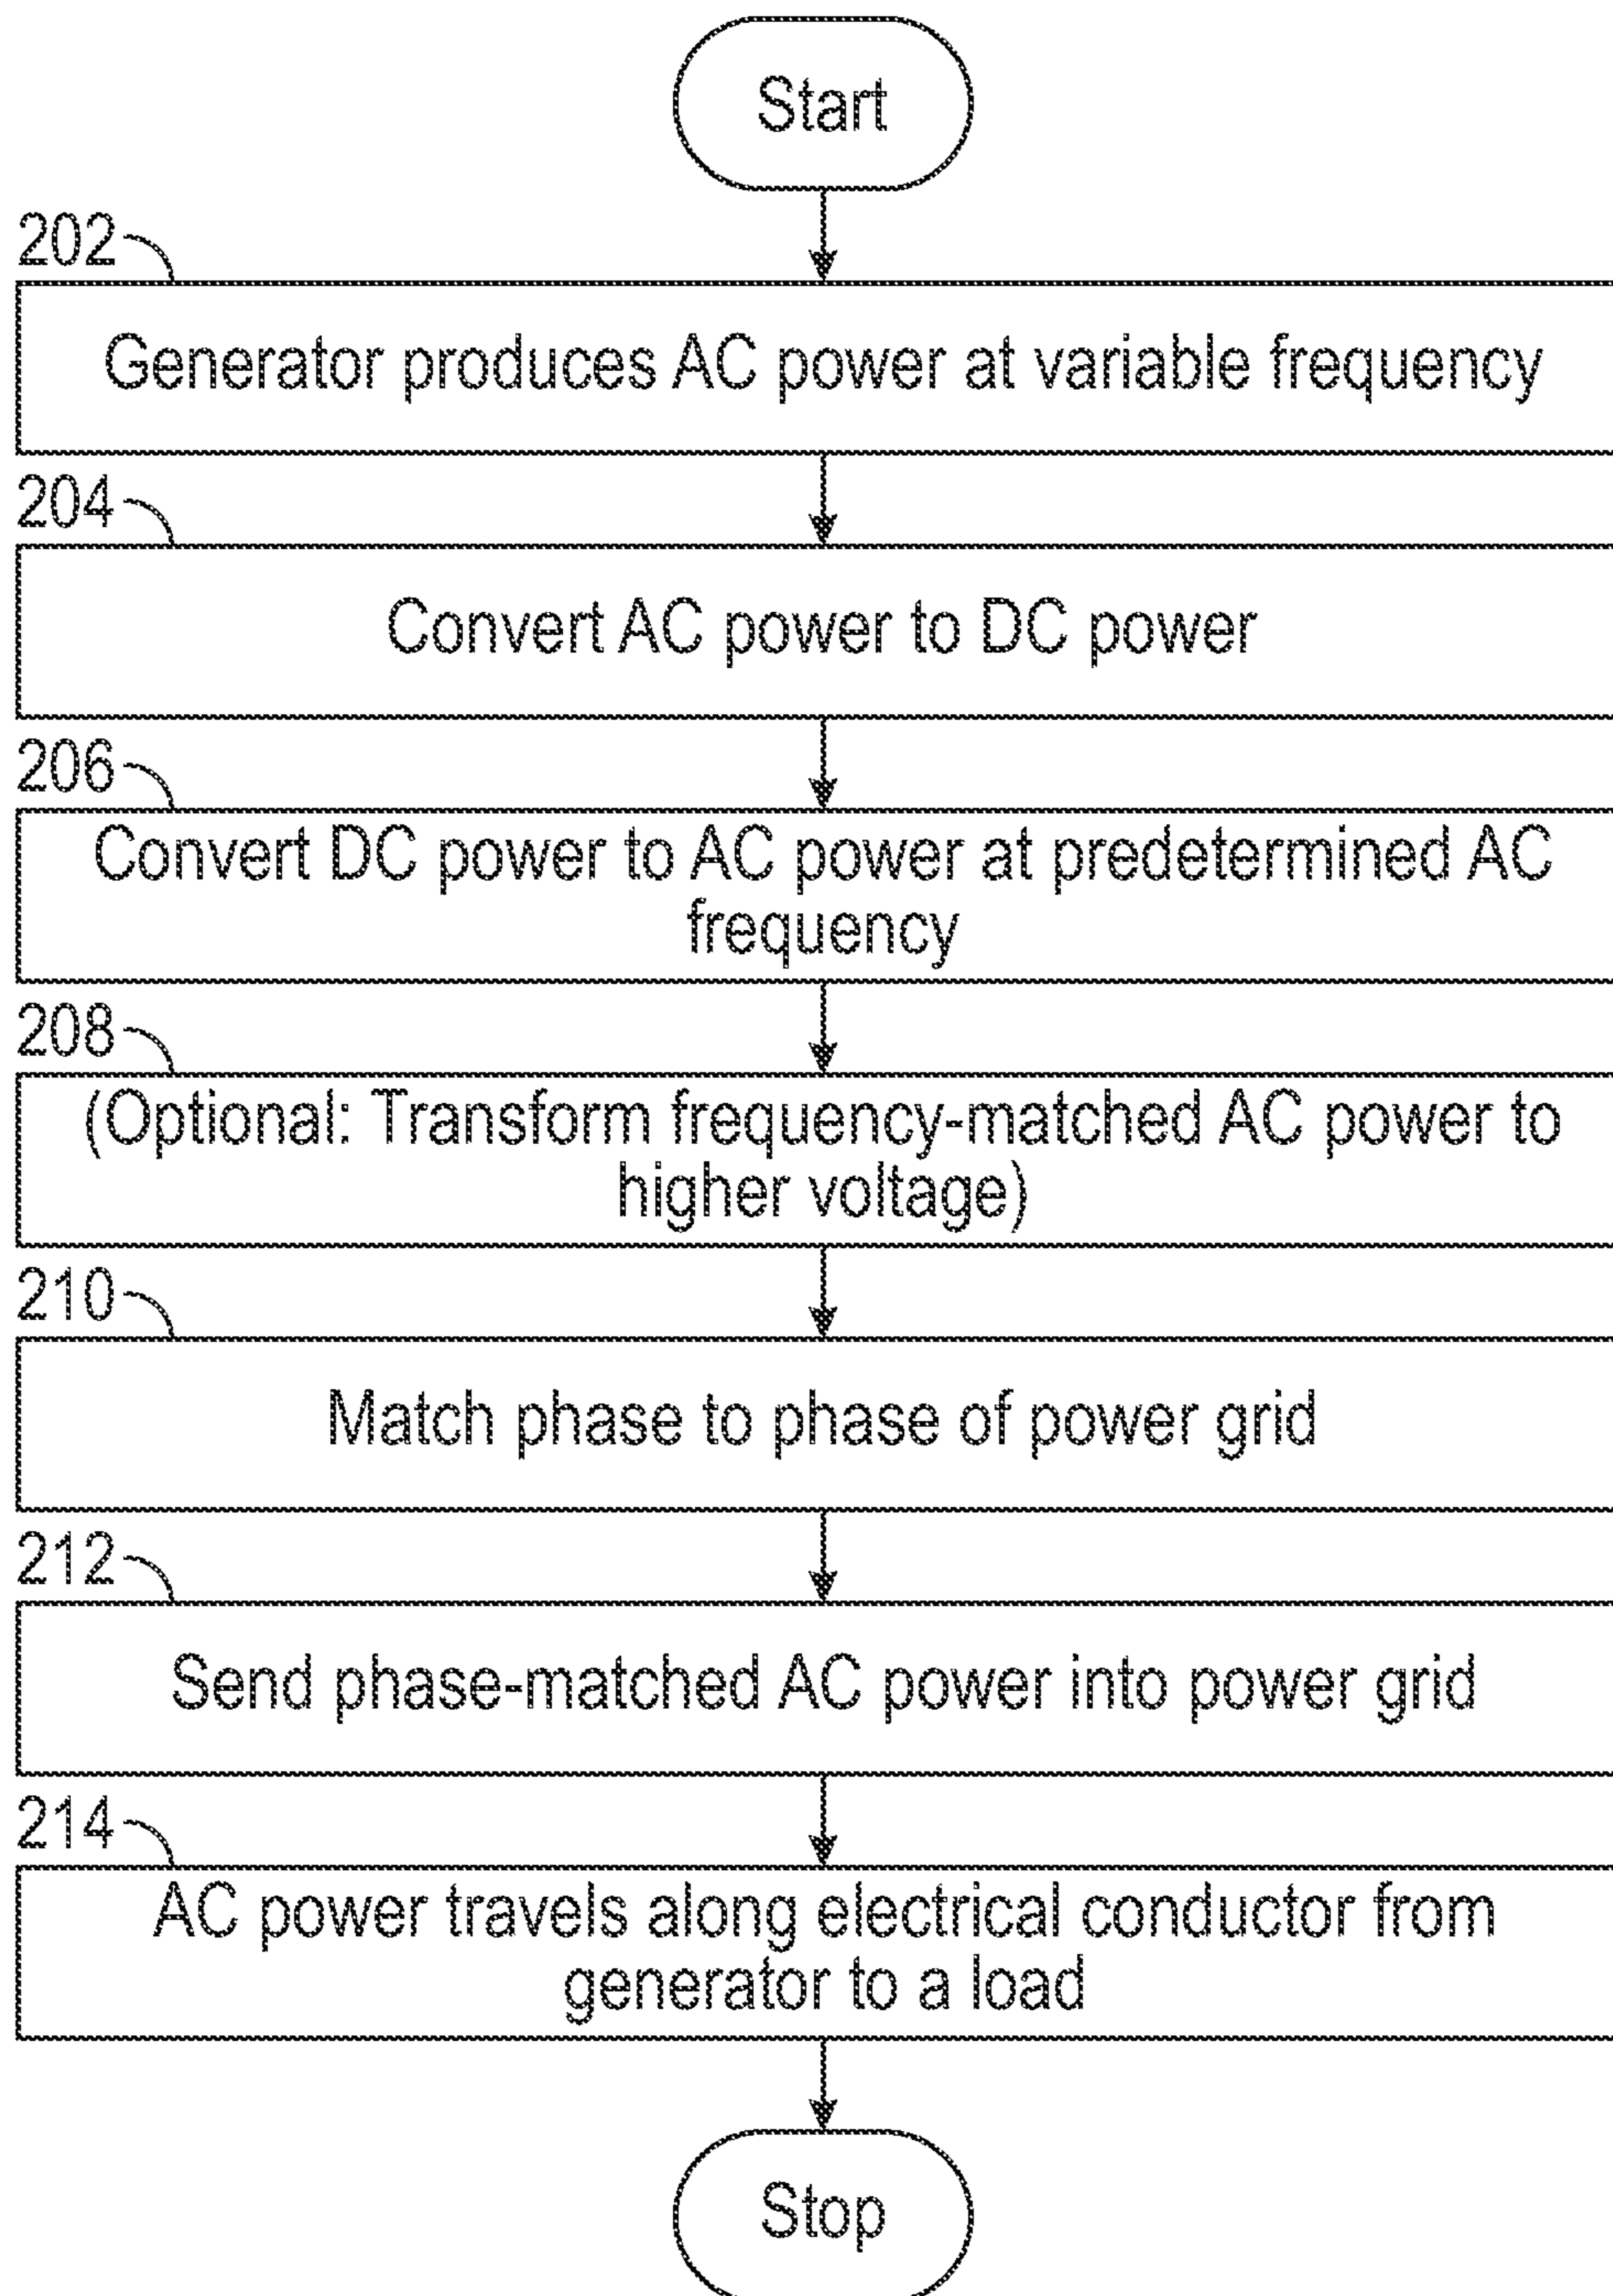 Start
202
Generator produces AC power at variable frequency
204
Convert AC power to DC power
206
Convert DC power to AC power at predetermined AC
frequency
208
(Optional: Transform frequency-matched AC power to
higher voltage)
210
Match phase to phase of power grid
212
Send phase-matched AC power into power grid
214
AC power travels along electrical conductor from
generator to a load
Stop